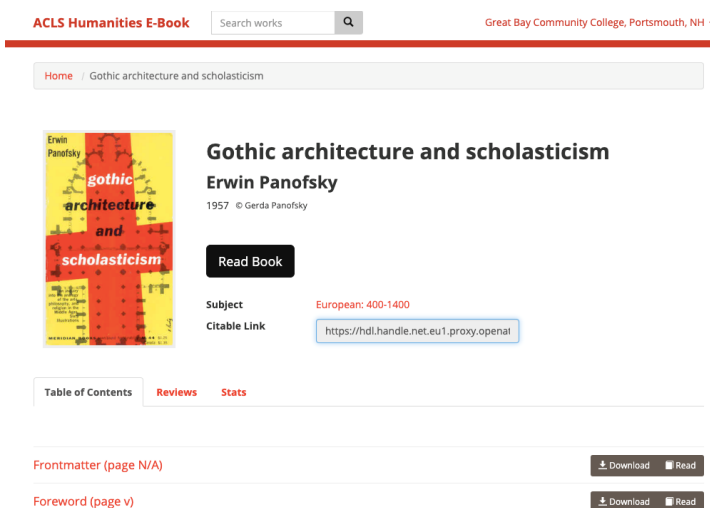 ACLS Humanities E-Book
Search works
Great Bay Community College, Portsmouth, NH
Home / Gothic architecture and scholasticism
Erwin
Panofsky
gothic
architecture
and
scholasticism
Gothic architecture and scholasticism
Erwin Panofsky
1957 © Gerda Panofsky
Read Book
Subject European: 400-1400
Citable Link https://hdl.handle.net.eu1.proxy.openat
Table of Contents Reviews Stats
Frontmatter (page N/A) Download Read
Foreword (page v) Download Read